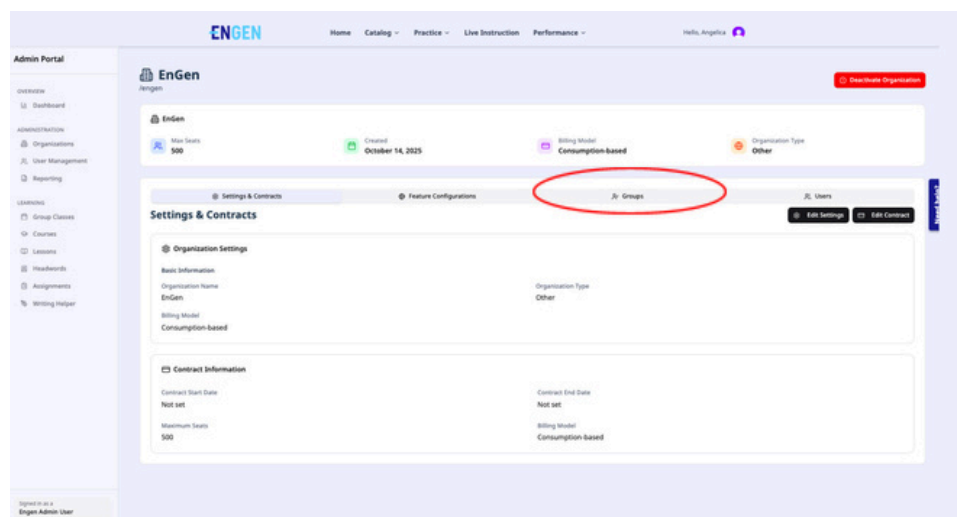 ENGEN
Home Catalog Practice Live Instruction Performance
Hello, Angelica
Admin Portal
OVERVIEW
Dashboard
ADMINISTRATION
Organizations
User Management
Reporting
LEARNING
Group Classes
Courses
Lessons
Headwords
Assignments
Writing Helper
Signed in as a
Engen Admin User
EnGen
/engen
Deactivate Organization
EnGen
Max Seats
500
Created
October 14, 2025
Billing Model
Consumption-based
Organization Type
Other
Settings & Contracts Feature Configurations Groups Users
Settings & Contracts
Edit Settings Edit Contract
Organization Settings
Basic Information
Organization Name
EnGen
Organization Type
Other
Billing Model
Consumption-based
Contract Information
Contract Start Date
Not set
Contract End Date
Not set
Maximum Seats
500
Billing Model
Consumption-based
Need help?